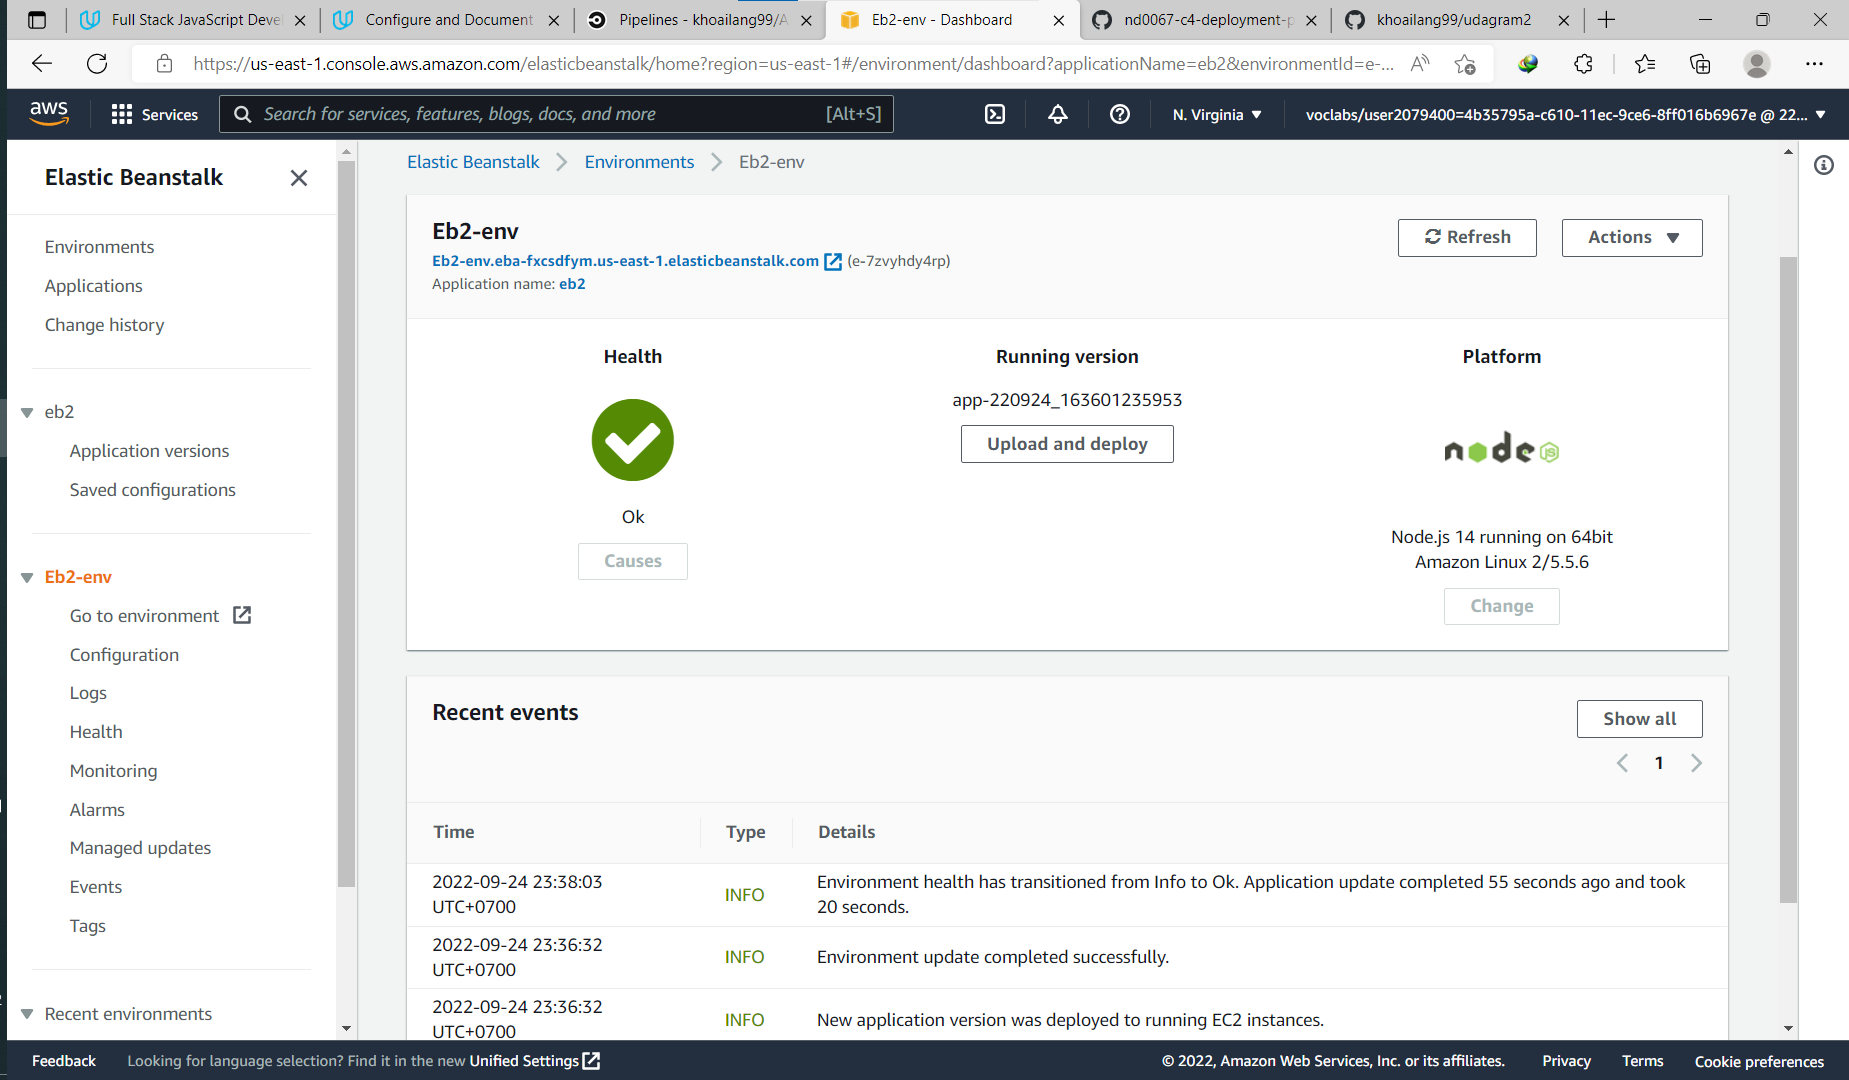 Full Stack JavaScript Devel
Configure and Document
Pipelines - khoailang99/A
Eb2-env - Dashboard
nd0067-c4-deployment-p
khoailang99/udagram2
https://us-east-1.console.aws.amazon.com/elasticbeanstalk/home?region=us-east-1#/environment/dashboard?applicationName=eb2&environmentId=e-...
aws
Services
Search for services, features, blogs, docs, and more
[Alt+S]
N. Virginia
voclabs/user2079400=4b35795a-c610-11ec-9ce6-8ff016b6967e @ 22...
Elastic Beanstalk
Environments
Applications
Change history
eb2
Application versions
Saved configurations
Eb2-env
Go to environment
Configuration
Logs
Health
Monitoring
Alarms
Managed updates
Events
Tags
Recent environments
Elastic Beanstalk
Environments
Eb2-env
Eb2-env
Eb2-env.eba-fxcsdfym.us-east-1.elasticbeanstalk.com (e-7zvyhdy4rp)
Application name: eb2
Refresh
Actions
Health
Ok
Causes
Running version
app-220924_163601235953
Upload and deploy
Platform
node JS
Node.js 14 running on 64bit
Amazon Linux 2/5.5.6
Change
Recent events
Show all
1
Time
Type
Details
2022-09-24 23:38:03
UTC+0700
INFO
Environment health has transitioned from Info to Ok. Application update completed 55 seconds ago and took
20 seconds.
2022-09-24 23:36:32
UTC+0700
INFO
Environment update completed successfully.
2022-09-24 23:36:32
UTC+0700
INFO
New application version was deployed to running EC2 instances.
Feedback
Looking for language selection? Find it in the new Unified Settings
© 2022, Amazon Web Services, Inc. or its affiliates.
Privacy
Terms
Cookie preferences